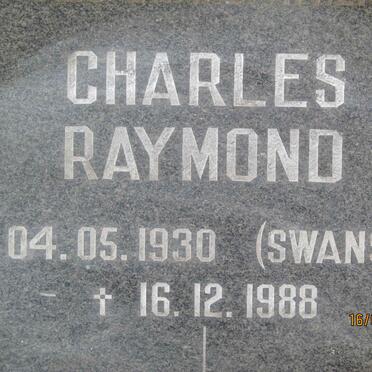 CHARLES
RAYMOND
04.05.1930 (SWANS
- † 16.12.1988
16/